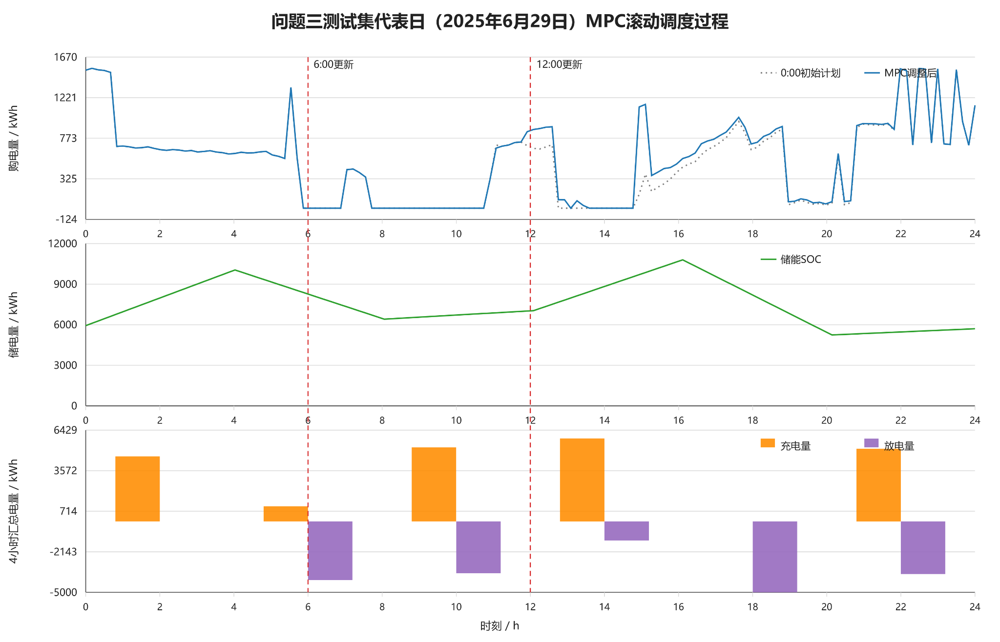 问题三测试集代表日（2025年6月29日）MPC滚动调度过程
购电量 / kWh
1670
1221
773
325
-124
6:00更新
12:00更新
0:00初始计划
MPC调整后
0 2 4 6 8 10 12 14 16 18 20 22 24
储电量 / kWh
12000
9000
6000
3000
0
储能SOC
0 2 4 6 8 10 12 14 16 18 20 22 24
4小时汇总电量 / kWh
6429
3572
714
-2143
-5000
充电量
放电量
0 2 4 6 8 10 12 14 16 18 20 22 24
时刻 / h